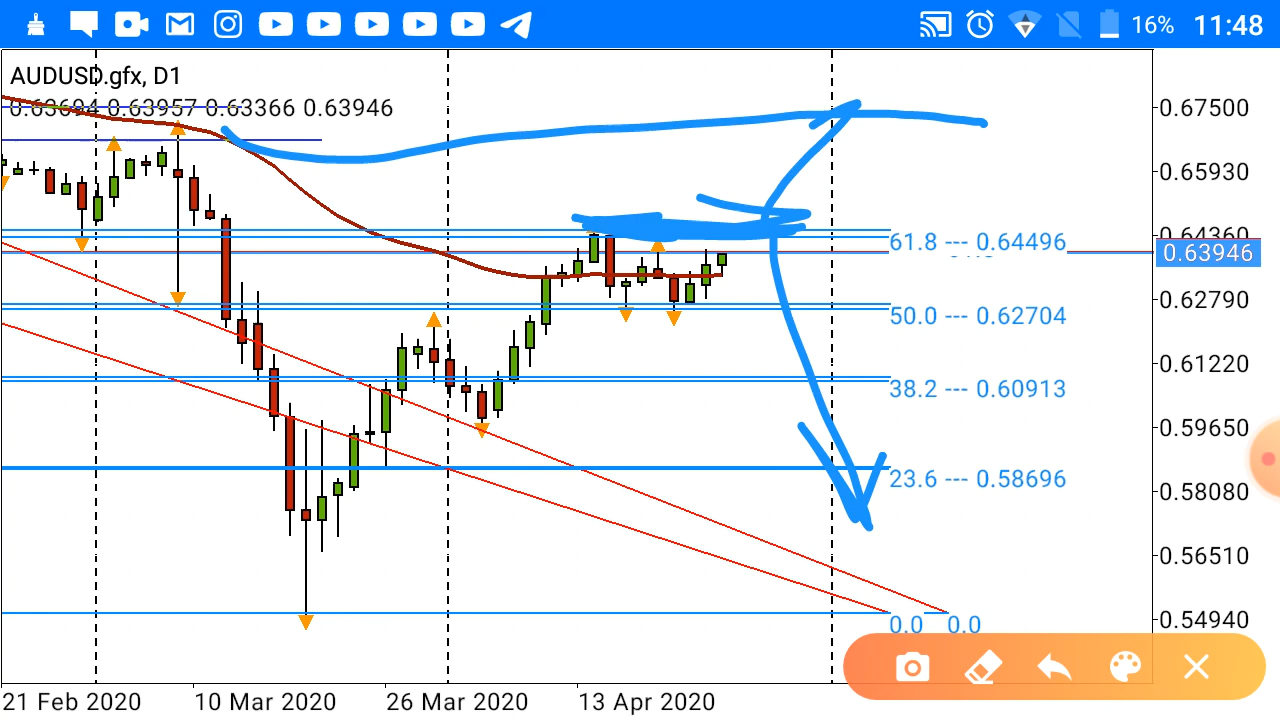 16% 11:48
AUDUSD.gfx, D1
0.63694 0.63957 0.63366 0.63946
0.67500
0.65930
0.64360
61.8 --- 0.64496
0.63946
0.62790
50.0 --- 0.62704
0.61220
38.2 --- 0.60913
0.59650
23.6 --- 0.58696
0.58080
0.56510
0.54940
0.0 0.0
21 Feb 2020 10 Mar 2020 26 Mar 2020 13 Apr 2020